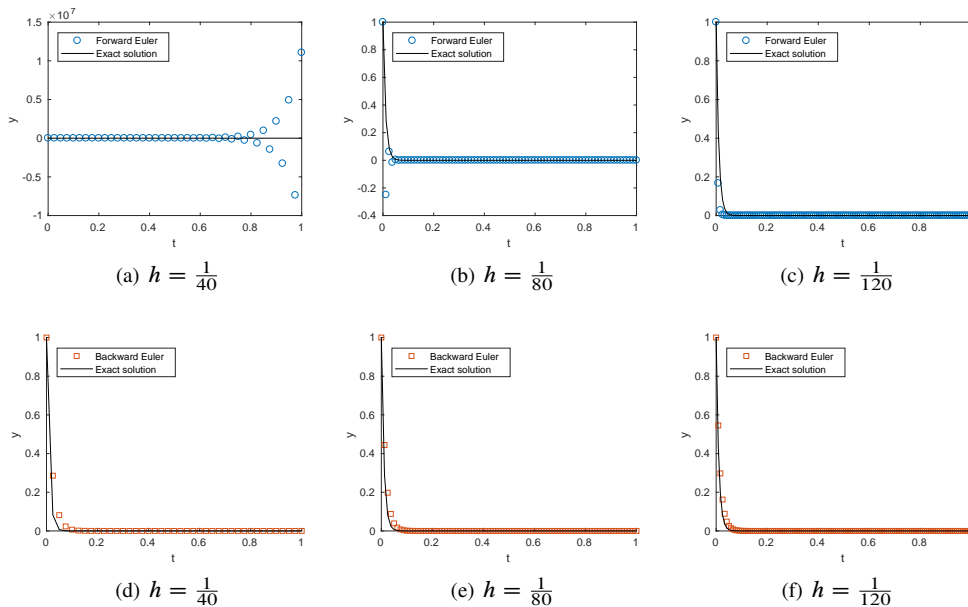 ×10^7
1.5
1
0.5
0
-0.5
-1
y
0 0.2 0.4 0.6 0.8 1
t
Forward Euler
Exact solution
(a) h = 1/40
1
0.8
0.6
0.4
0.2
0
-0.2
-0.4
y
0 0.2 0.4 0.6 0.8 1
t
Forward Euler
Exact solution
(b) h = 1/80
1
0.8
0.6
0.4
0.2
0
y
0 0.2 0.4 0.6 0.8
t
Forward Euler
Exact solution
(c) h = 1/120
1
0.8
0.6
0.4
0.2
0
y
0 0.2 0.4 0.6 0.8 1
t
Backward Euler
Exact solution
(d) h = 1/40
1
0.8
0.6
0.4
0.2
0
y
0 0.2 0.4 0.6 0.8 1
t
Backward Euler
Exact solution
(e) h = 1/80
1
0.8
0.6
0.4
0.2
0
y
0 0.2 0.4 0.6 0.8
t
Backward Euler
Exact solution
(f) h = 1/120